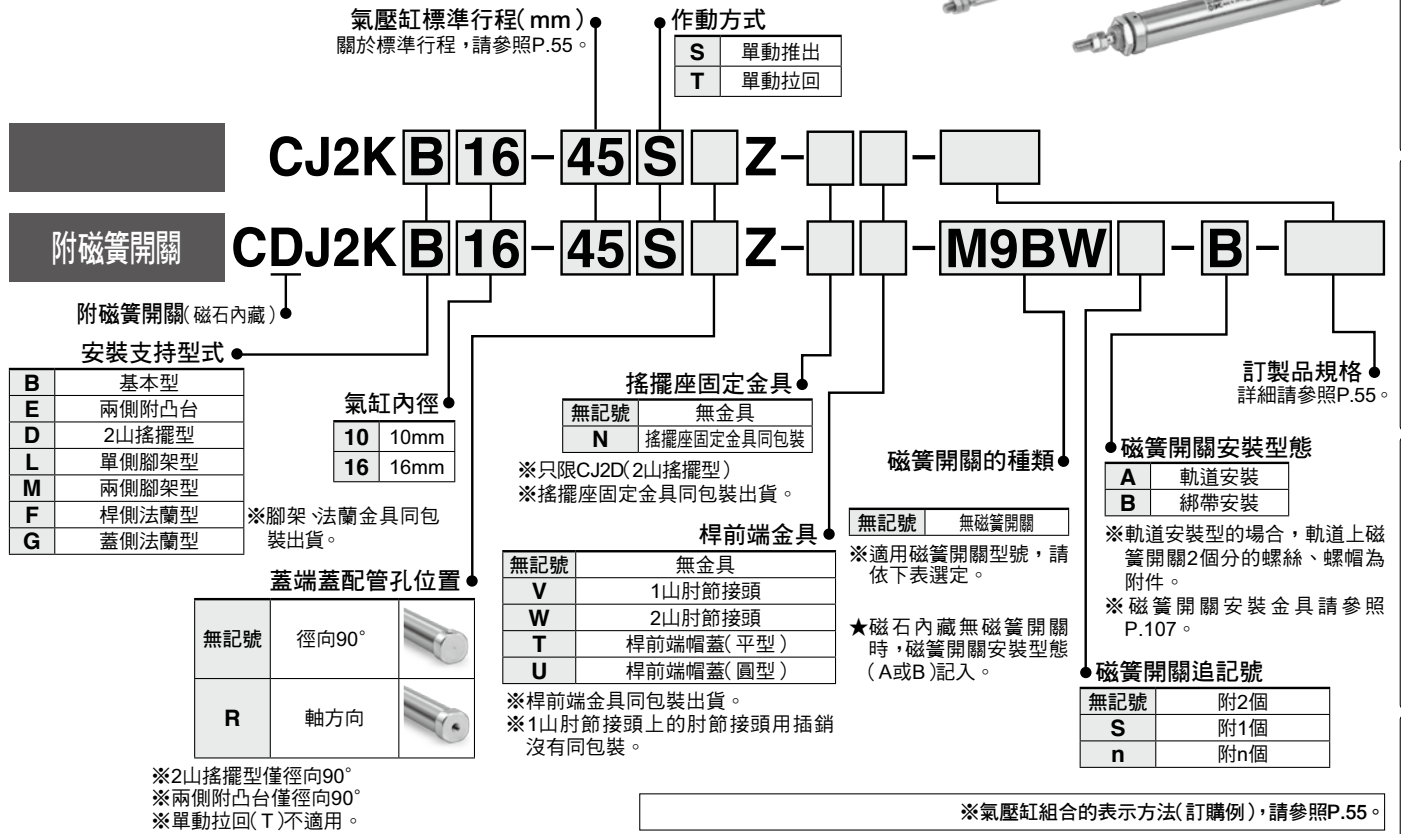 氣壓缸標準行程(mm)
關於標準行程，請參照P.55。
作動方式
S 單動推出
T 單動拉回
CJ2K B 16 - 45 S Z - -
附磁簧開關 CDJ2K B 16 - 45 S Z - - M9BW - B -
附磁簧開關(磁石內藏)
安裝支持型式
B 基本型
E 兩側附凸台
D 2山搖擺型
L 單側腳架型
M 兩側腳架型
F 桿側法蘭型
G 蓋側法蘭型
※腳架、法蘭金具同包
裝出貨。
氣缸內徑
10 10mm
16 16mm
蓋端蓋配管孔位置
無記號 徑向90°
R 軸方向
※2山搖擺型僅徑向90°
※兩側附凸台僅徑向90°
※單動拉回(T)不適用。
搖擺座固定金具
無記號 無金具
N 搖擺座固定金具同包裝
※只限CJ2D(2山搖擺型)
※搖擺座固定金具同包裝出貨。
桿前端金具
無記號 無金具
V 1山肘節接頭
W 2山肘節接頭
T 桿前端帽蓋(平型)
U 桿前端帽蓋(圓型)
※桿前端金具同包裝出貨。
※1山肘節接頭上的肘節接頭用插銷
沒有同包裝。
磁簧開關的種類
無記號 無磁簧開關
※適用磁簧開關型號，請
依下表選定。
★磁石內藏無磁簧開關
時，磁簧開關安裝型態
(A或B)記入。
訂製品規格
詳細請參照P.55。
磁簧開關安裝型態
A 軌道安裝
B 綁帶安裝
※軌道安裝型的場合，軌道上磁
簧開關2個分的螺絲、螺帽為
附件。
※磁簧開關安裝金具請參照
P.107。
磁簧開關追記號
無記號 附2個
S 附1個
n 附n個
※氣壓缸組合的表示方法(訂購例)，請參照P.55。